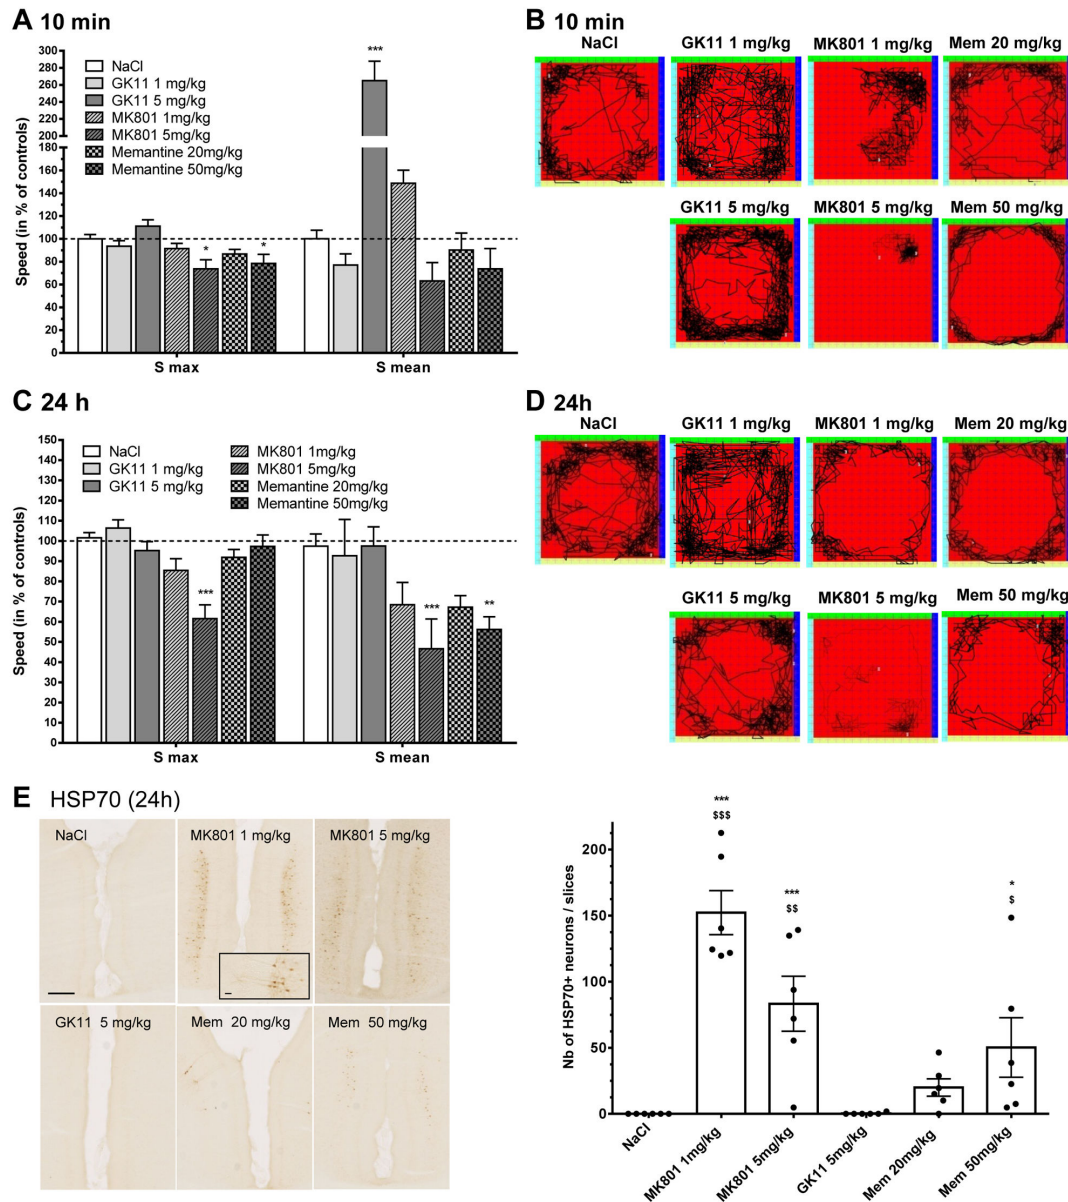 A 10 min
Speed (in % of controls)
300
280
260
240
220
200
180
160
140
120
100
80
60
40
20
0
NaCl
GK11 1 mg/kg
GK11 5 mg/kg
MK801 1mg/kg
MK801 5mg/kg
Memantine 20mg/kg
Memantine 50mg/kg
*
*
***
S max
S mean
B 10 min
NaCl
GK11 1 mg/kg
MK801 1 mg/kg
Mem 20 mg/kg
GK11 5 mg/kg
MK801 5 mg/kg
Mem 50 mg/kg
C 24 h
Speed (in % of controls)
150
140
130
120
110
100
90
80
70
60
50
40
30
20
10
0
NaCl
GK11 1 mg/kg
GK11 5 mg/kg
MK801 1mg/kg
MK801 5mg/kg
Memantine 20mg/kg
Memantine 50mg/kg
***
***
**
S max
S mean
D 24h
NaCl
GK11 1 mg/kg
MK801 1 mg/kg
Mem 20 mg/kg
GK11 5 mg/kg
MK801 5 mg/kg
Mem 50 mg/kg
E HSP70 (24h)
NaCl
MK801 1 mg/kg
MK801 5 mg/kg
GK11 5 mg/kg
Mem 20 mg/kg
Mem 50 mg/kg
Nb of HSP70+ neurons / slices
200
150
100
50
0
***
$$$
***
$$
*
$
NaCl
MK801 1mg/kg
MK801 5mg/kg
GK11 5mg/kg
Mem 20mg/kg
Mem 50mg/kg